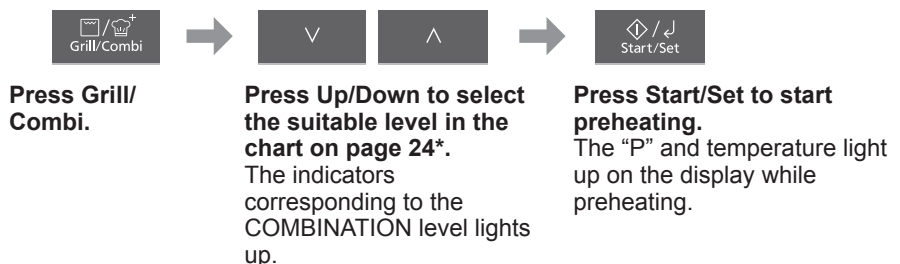 Grill/Combi
Start/Set
Press Grill/
Combi.
Press Up/Down to select
the suitable level in the
chart on page 24*.
The indicators
corresponding to the
COMBINATION level lights
up.
Press Start/Set to start
preheating.
The “P” and temperature light
up on the display while
preheating.